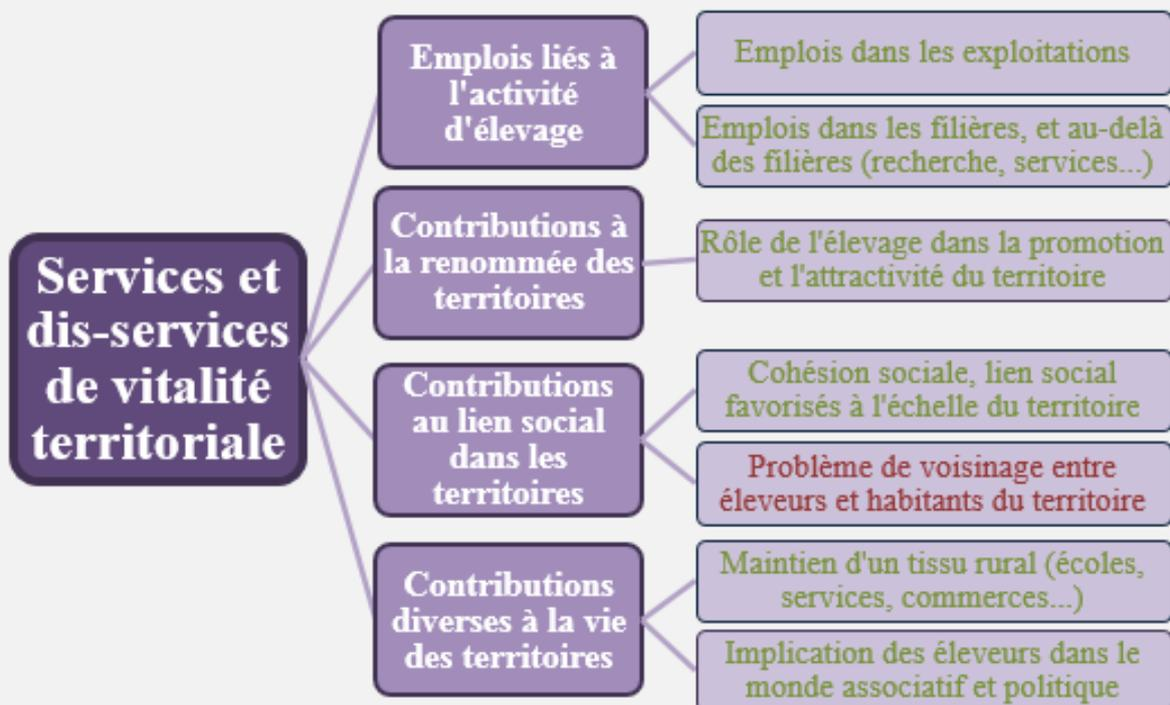 Services et
dis-services
de vitalité
territoriale
Emplois liés à
l'activité
d'élevage
Emplois dans les exploitations
Emplois dans les filières, et au-delà
des filières (recherche, services...)
Contributions à
la renommée des
territoires
Rôle de l'élevage dans la promotion
et l'attractivité du territoire
Contributions
au lien social
dans les
territoires
Cohésion sociale, lien social
favorisés à l'échelle du territoire
Problème de voisinage entre
éleveurs et habitants du territoire
Contributions
diverses à la vie
des territoires
Maintien d'un tissu rural (écoles,
services, commerces...)
Implication des éleveurs dans le
monde associatif et politique